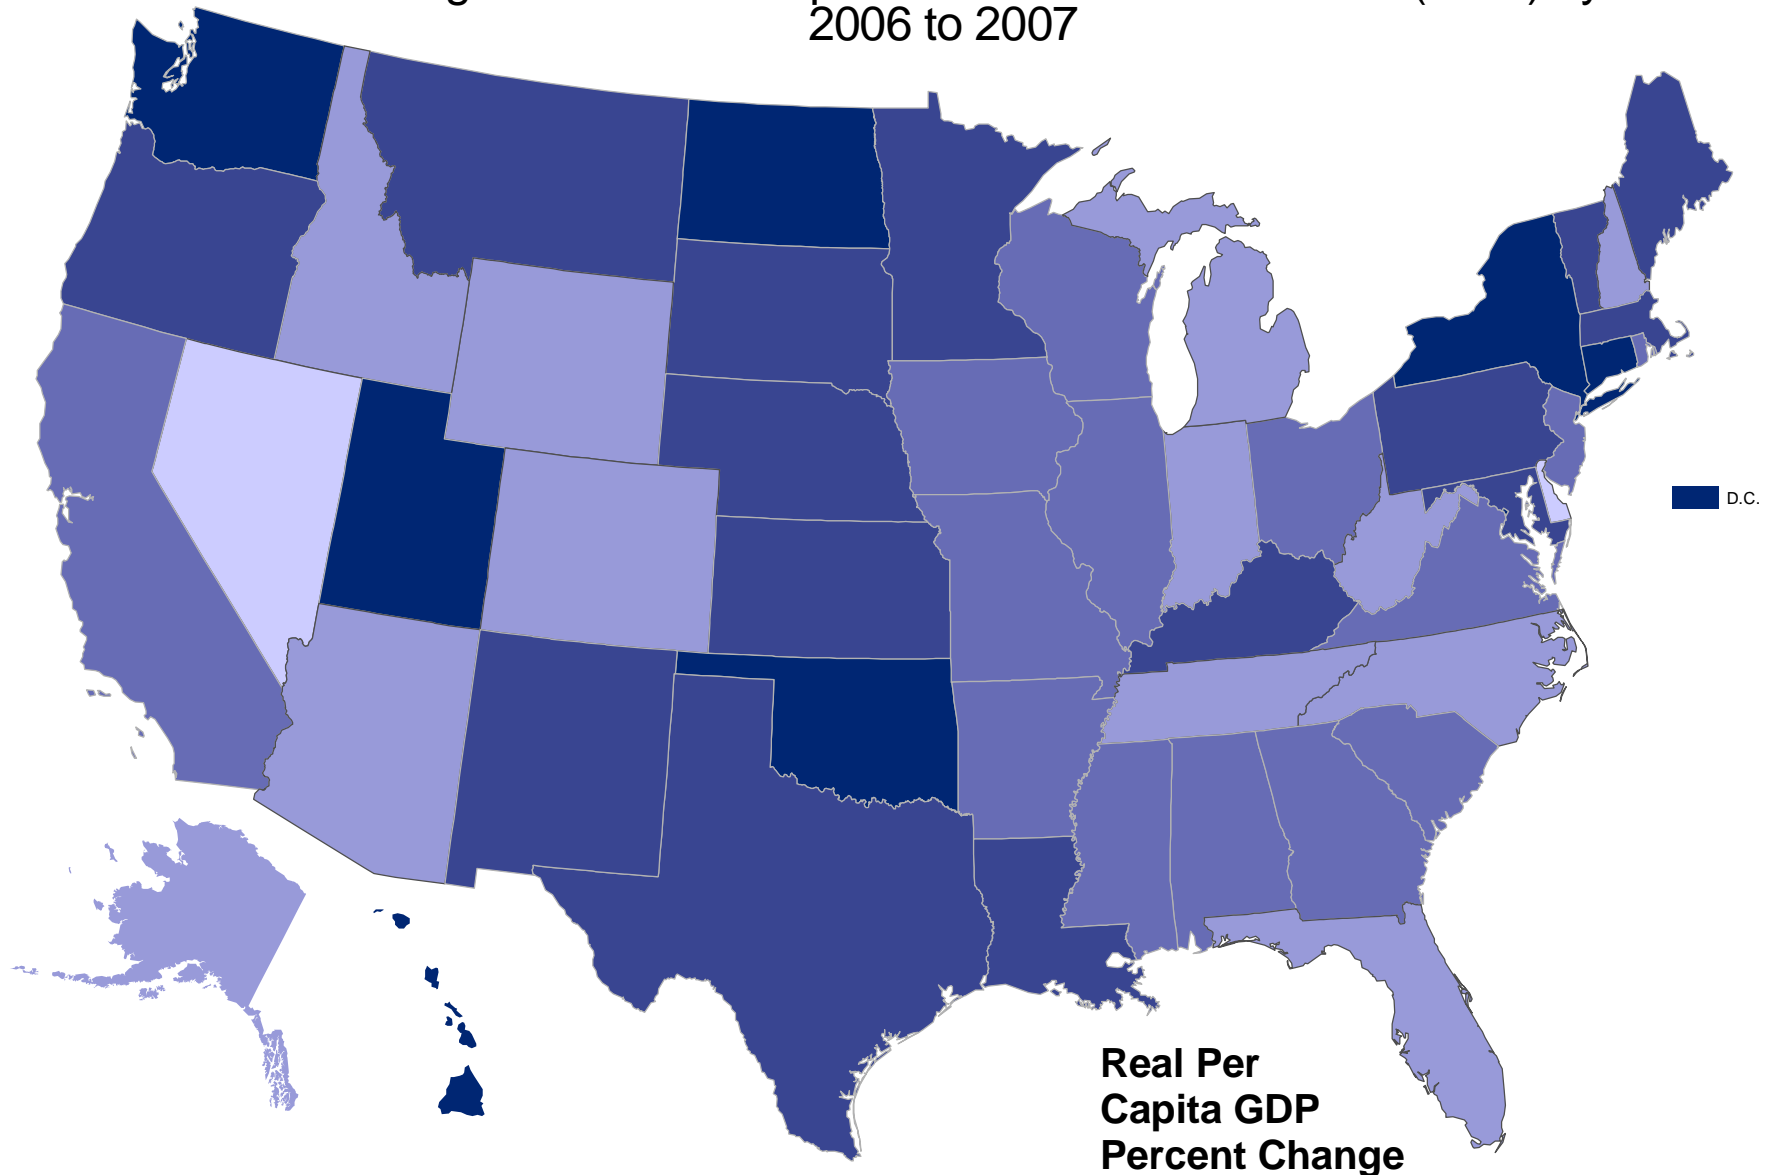 2006 to 2007
D.C.
Real Per
Capita GDP
Percent Change